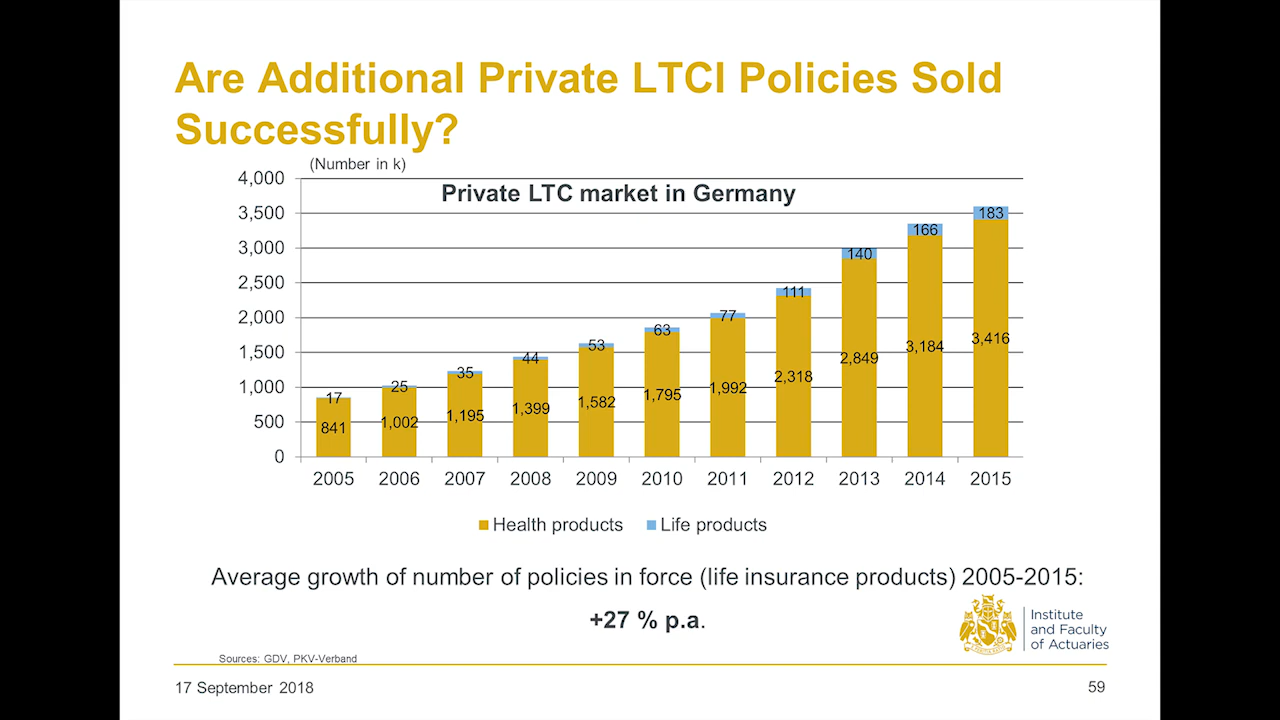 Are Additional Private LTCI Policies Sold
Successfully?
(Number in k)
Private LTC market in Germany
4,000
3,500
3,000
2,500
2,000
1,500
1,000
500
0
17
25
35
44
53
63
77
111
140
166
183
841
1,002
1,195
1,399
1,582
1,795
1,992
2,318
2,849
3,184
3,416
2005 2006 2007 2008 2009 2010 2011 2012 2013 2014 2015
Health products Life products
Average growth of number of policies in force (life insurance products) 2005-2015:
+27 % p.a.
Institute
and Faculty
of Actuaries
Sources: GDV, PKV-Verband
17 September 2018
59